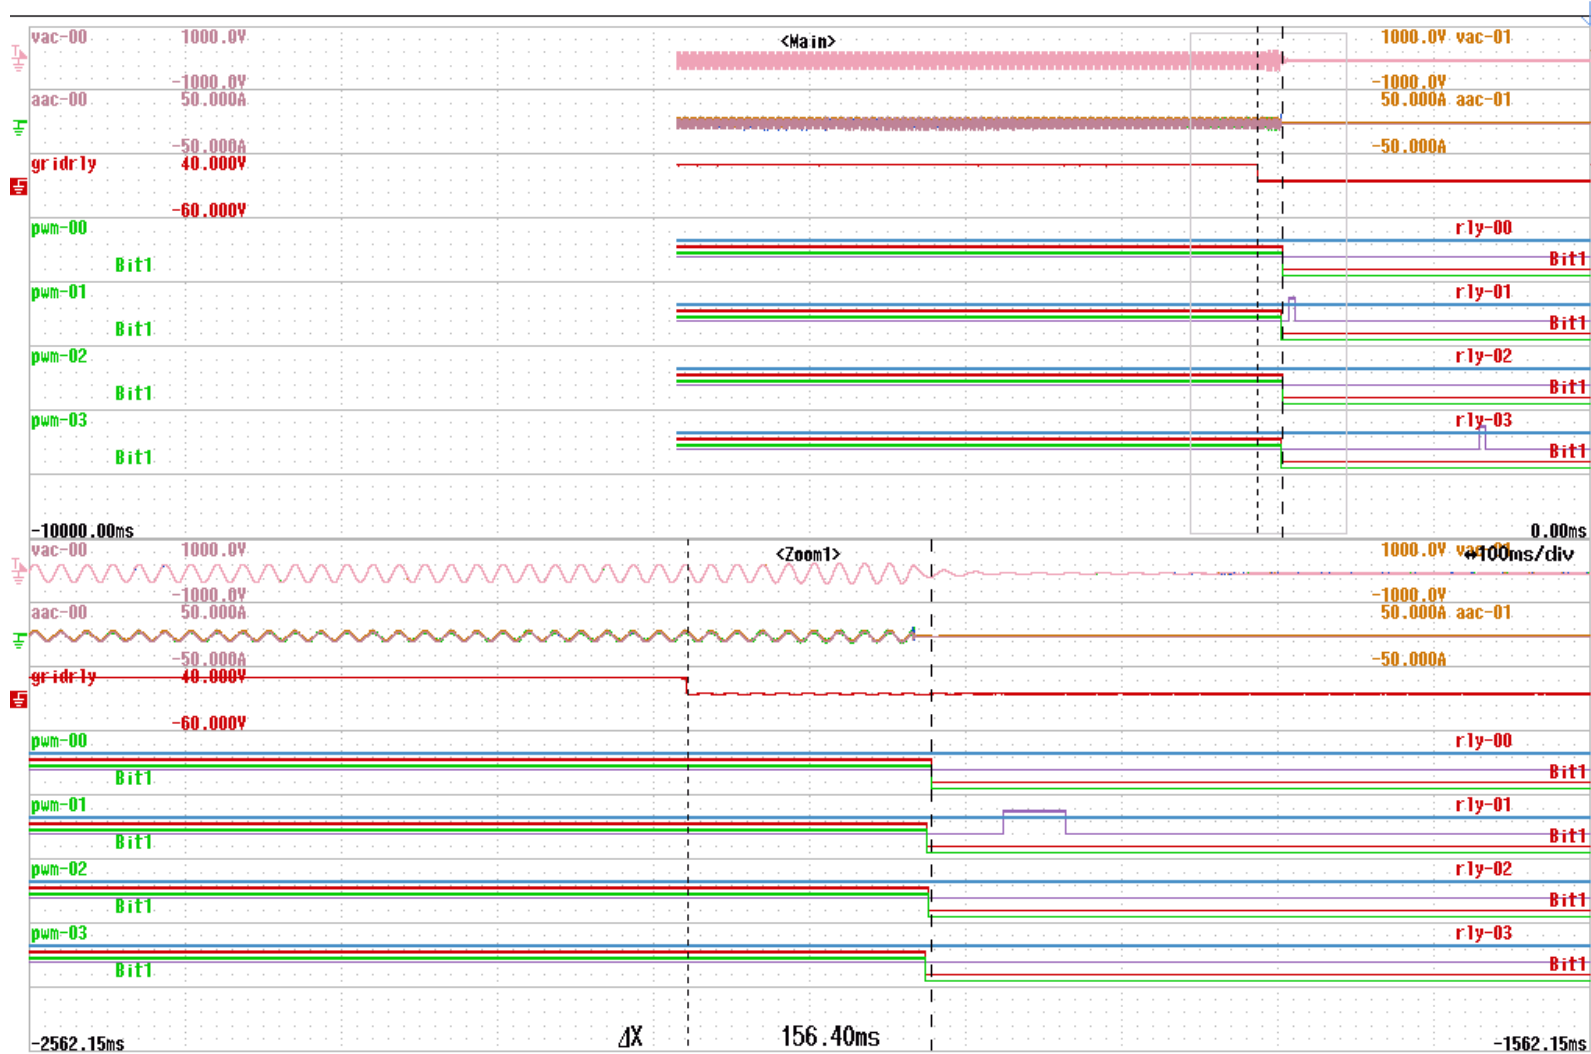 vac-00 1000.0V <Main> 1000.0V vac-01
-1000.0V -1000.0V
aac-00 50.000A 50.000A aac-01
-50.000A -50.000A
gridrly 40.000V
-60.000V
pwm-00 rly-00
Bit1 Bit1
pwm-01 rly-01
Bit1 Bit1
pwm-02 rly-02
Bit1 Bit1
pwm-03 rly-03
Bit1 Bit1
-10000.00ms 0.00ms
vac-00 1000.0V <Zoom1> 1000.0V vac-01 ↔100ms/div
-1000.0V -1000.0V
aac-00 50.000A 50.000A aac-01
-50.000A -50.000A
gridrly 40.000V
-60.000V
pwm-00 rly-00
Bit1 Bit1
pwm-01 rly-01
Bit1 Bit1
pwm-02 rly-02
Bit1 Bit1
pwm-03 rly-03
Bit1 Bit1
-2562.15ms ΔX 156.40ms -1562.15ms